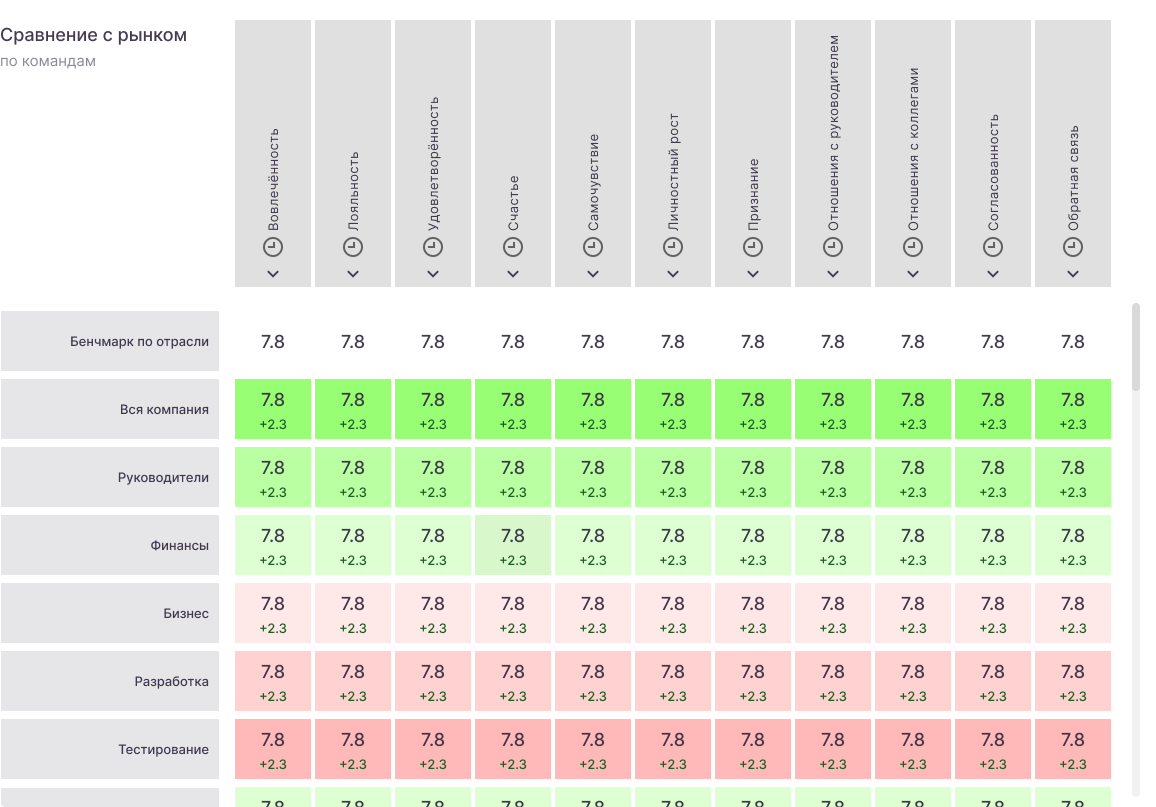 Сравнение с рынком
по командам
Вовлечённость
Лояльность
Удовлетворённость
Счастье
Самочувствие
Личностный рост
Признание
Отношения с руководителем
Отношения с коллегами
Согласованность
Обратная связь
Бенчмарк по отрасли 7.8 7.8 7.8 7.8 7.8 7.8 7.8 7.8 7.8 7.8 7.8
Вся компания 7.8 7.8 7.8 7.8 7.8 7.8 7.8 7.8 7.8 7.8 7.8
+2.3 +2.3 +2.3 +2.3 +2.3 +2.3 +2.3 +2.3 +2.3 +2.3 +2.3
Руководители 7.8 7.8 7.8 7.8 7.8 7.8 7.8 7.8 7.8 7.8 7.8
+2.3 +2.3 +2.3 +2.3 +2.3 +2.3 +2.3 +2.3 +2.3 +2.3 +2.3
Финансы 7.8 7.8 7.8 7.8 7.8 7.8 7.8 7.8 7.8 7.8 7.8
+2.3 +2.3 +2.3 +2.3 +2.3 +2.3 +2.3 +2.3 +2.3 +2.3 +2.3
Бизнес 7.8 7.8 7.8 7.8 7.8 7.8 7.8 7.8 7.8 7.8 7.8
+2.3 +2.3 +2.3 +2.3 +2.3 +2.3 +2.3 +2.3 +2.3 +2.3 +2.3
Разработка 7.8 7.8 7.8 7.8 7.8 7.8 7.8 7.8 7.8 7.8 7.8
+2.3 +2.3 +2.3 +2.3 +2.3 +2.3 +2.3 +2.3 +2.3 +2.3 +2.3
Тестирование 7.8 7.8 7.8 7.8 7.8 7.8 7.8 7.8 7.8 7.8 7.8
+2.3 +2.3 +2.3 +2.3 +2.3 +2.3 +2.3 +2.3 +2.3 +2.3 +2.3